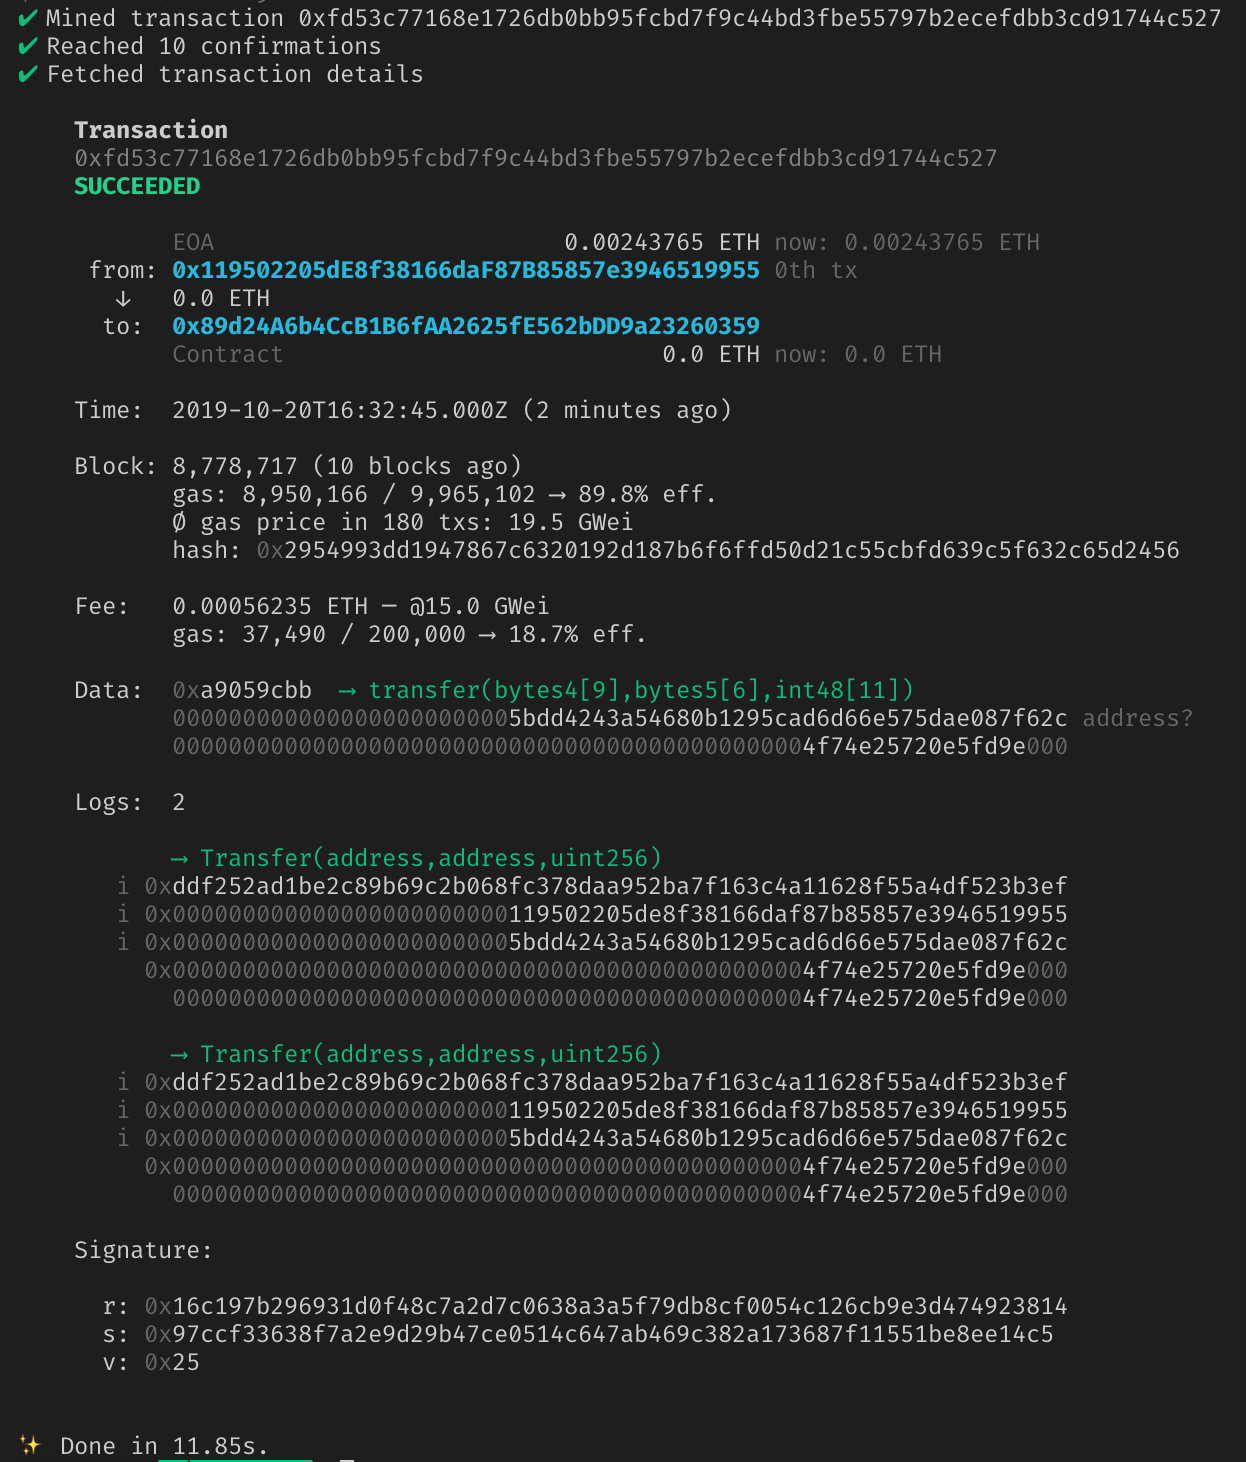 ✔ Mined transaction 0xfd53c77168e1726db0bb95fcbd7f9c44bd3fbe55797b2ecefdbb3cd91744c527
✔ Reached 10 confirmations
✔ Fetched transaction details
Transaction
0xfd53c77168e1726db0bb95fcbd7f9c44bd3fbe55797b2ecefdbb3cd91744c527
SUCCEEDED
EOA 0.00243765 ETH now: 0.00243765 ETH
from: 0x119502205dE8f38166daF87B85857e3946519955 0th tx
↓ 0.0 ETH
to: 0x89d24A6b4CcB1B6fAA2625fE562bDD9a23260359
Contract 0.0 ETH now: 0.0 ETH
Time: 2019-10-20T16:32:45.000Z (2 minutes ago)
Block: 8,778,717 (10 blocks ago)
gas: 8,950,166 / 9,965,102 → 89.8% eff.
Ø gas price in 180 txs: 19.5 GWei
hash: 0x2954993dd1947867c6320192d187b6f6ffd50d21c55cbfd639c5f632c65d2456
Fee: 0.00056235 ETH — @15.0 GWei
gas: 37,490 / 200,000 → 18.7% eff.
Data: 0xa9059cbb → transfer(bytes4[9],bytes5[6],int48[11])
0000000000000000000000005bdd4243a54680b1295cad6d66e575dae087f62c address?
0000000000000000000000000000000000000000000004f74e25720e5fd9e000
Logs: 2
→ Transfer(address,address,uint256)
i 0xddf252ad1be2c89b69c2b068fc378daa952ba7f163c4a11628f55a4df523b3ef
i 0x000000000000000000000000119502205de8f38166daf87b85857e3946519955
i 0x0000000000000000000000005bdd4243a54680b1295cad6d66e575dae087f62c
0x0000000000000000000000000000000000000000000004f74e25720e5fd9e000
0000000000000000000000000000000000000000000004f74e25720e5fd9e000
→ Transfer(address,address,uint256)
i 0xddf252ad1be2c89b69c2b068fc378daa952ba7f163c4a11628f55a4df523b3ef
i 0x000000000000000000000000119502205de8f38166daf87b85857e3946519955
i 0x0000000000000000000000005bdd4243a54680b1295cad6d66e575dae087f62c
0x0000000000000000000000000000000000000000000004f74e25720e5fd9e000
0000000000000000000000000000000000000000000004f74e25720e5fd9e000
Signature:
r: 0x16c197b296931d0f48c7a2d7c0638a3a5f79db8cf0054c126cb9e3d474923814
s: 0x97ccf33638f7a2e9d29b47ce0514c647ab469c382a173687f11551be8ee14c5
v: 0x25
✨ Done in 11.85s.